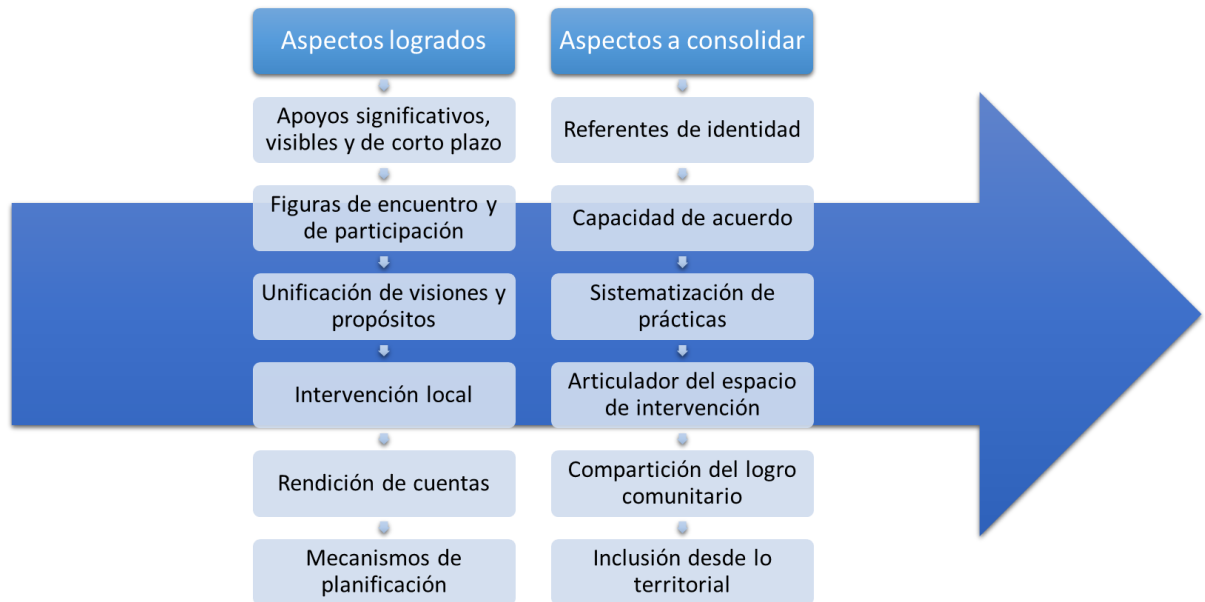 Aspectos logrados
Apoyos significativos,
visibles y de corto plazo
Figuras de encuentro y
de participación
Unificación de visiones y
propósitos
Intervención local
Rendición de cuentas
Mecanismos de
planificación
Aspectos a consolidar
Referentes de identidad
Capacidad de acuerdo
Sistematización de
prácticas
Articulador del espacio
de intervención
Compartición del logro
comunitario
Inclusión desde lo
territorial